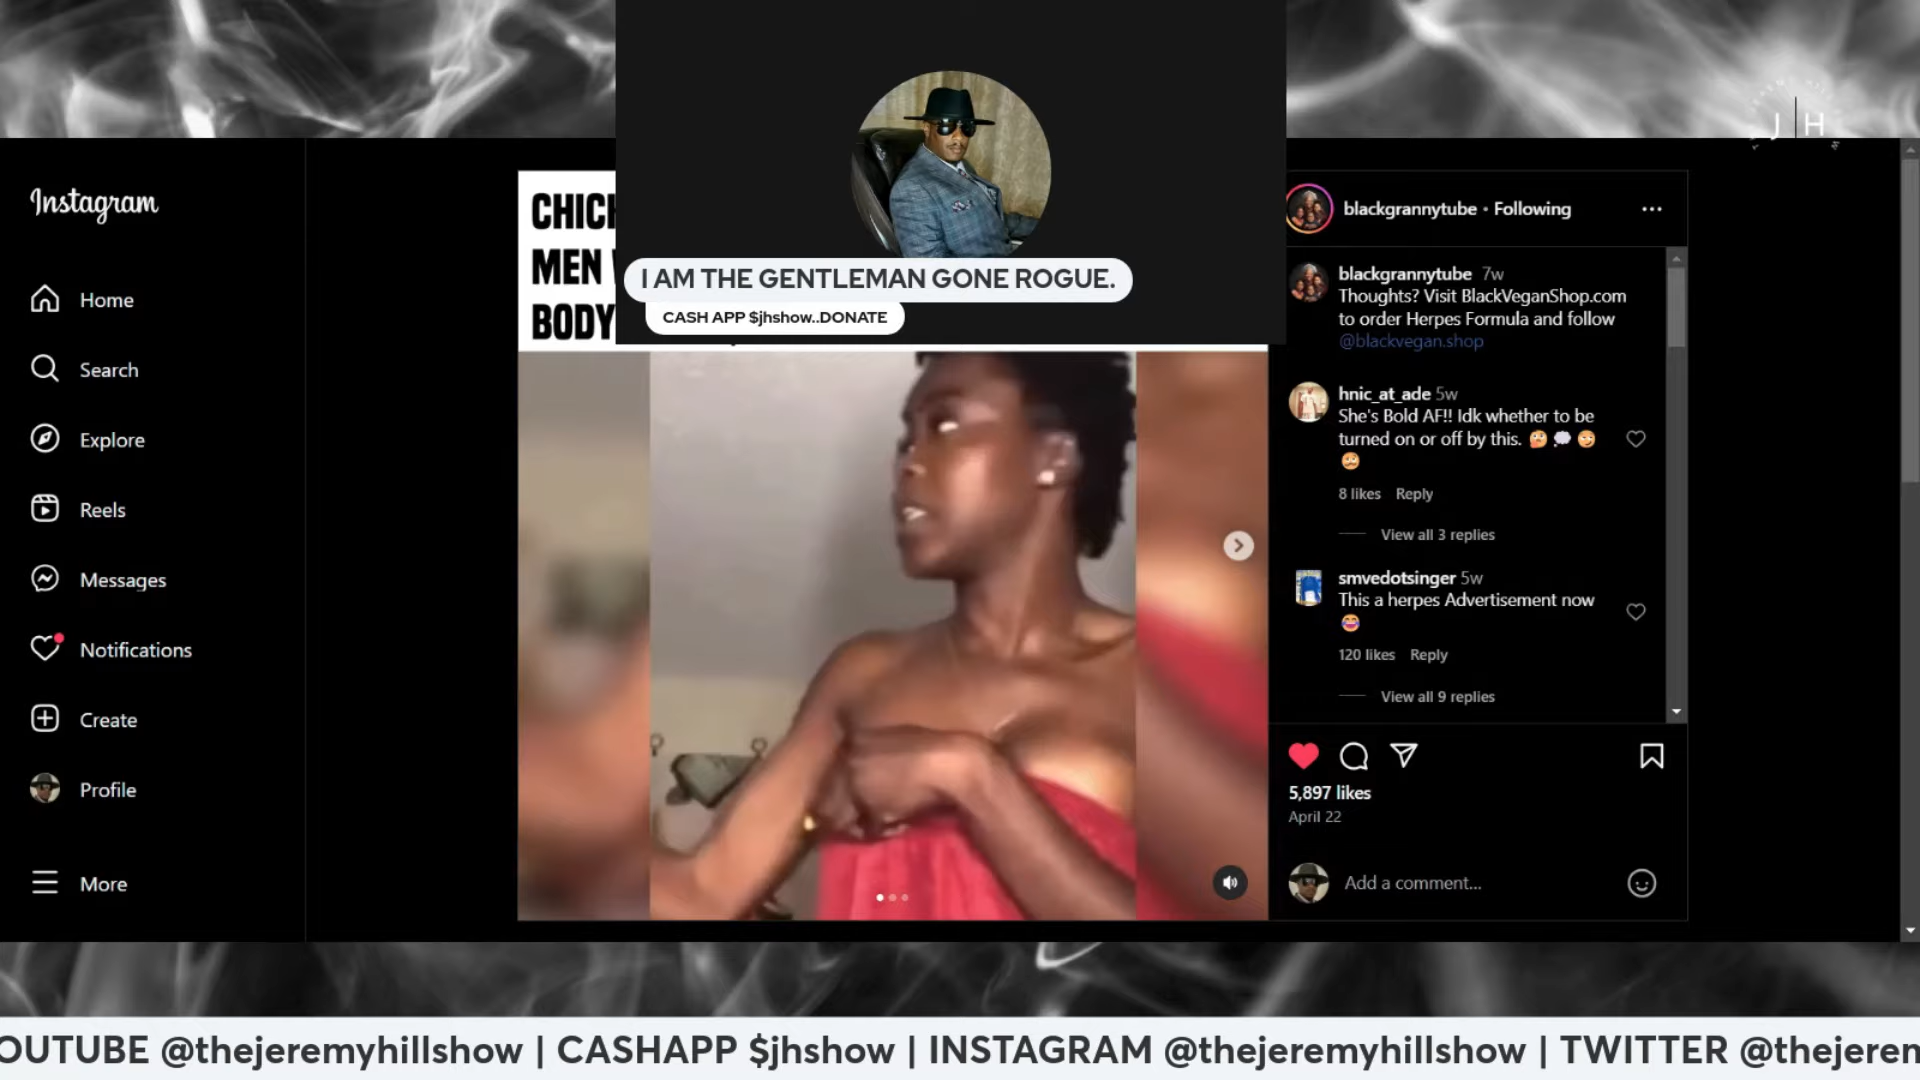 J | H
Instagram
Home
Search
Explore
Reels
Messages
Notifications
Create
Profile
More
MEN
BODY
I AM THE GENTLEMAN GONE ROGUE.
CASH APP $jhshow..DONATE
blackgrannytube • Following
blackgrannytube 7w
Thoughts? Visit BlackVeganShop.com
to order Herpes Formula and follow
@blackvegan.shop
hnic_at_ade 5w
She's Bold AF!! Idk whether to be
turned on or off by this. 🤔 💭 😏
🥴
8 likes Reply
View all 3 replies
smvedotsinger 5w
This a herpes Advertisement now
😂
120 likes Reply
View all 9 replies
5,897 likes
April 22
Add a comment...
OUTUBE @thejeremyhillshow | CASHAPP $jhshow | INSTAGRAM @thejeremyhillshow | TWITTER @thejerem